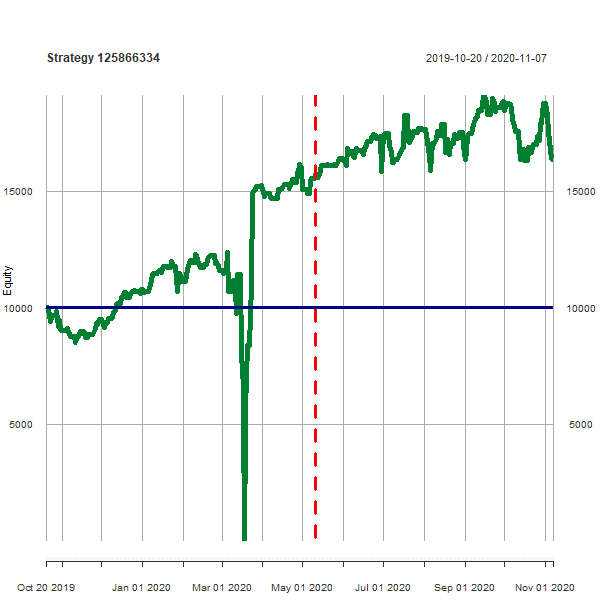 Strategy 125866334
2019-10-20 / 2020-11-07
15000
15000
Equity
10000
10000
5000
5000
Oct 20 2019
Jan 01 2020
Mar 01 2020
May 01 2020
Jul 01 2020
Sep 01 2020
Nov 01 2020